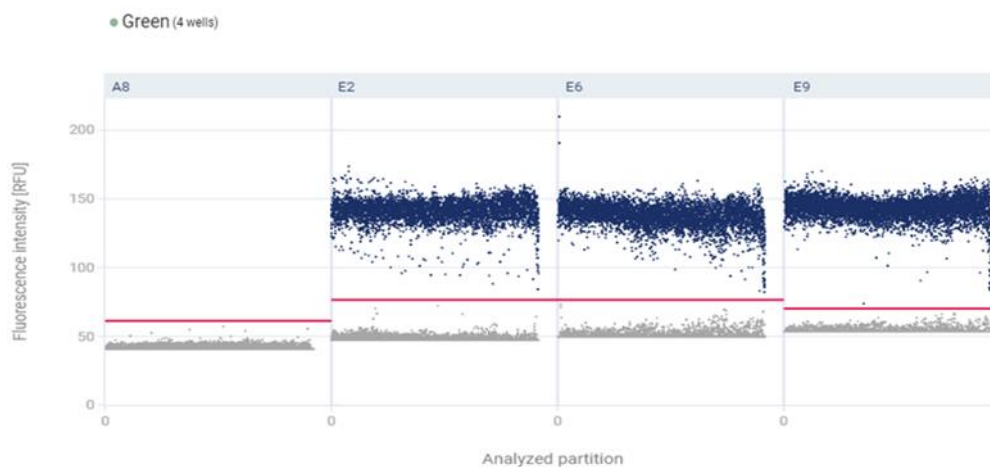 Green (4 wells)
A8 E2 E6 E9
200
150
100
50
0
0 0 0 0
Fluorescence intensity [RFU]
Analyzed partition